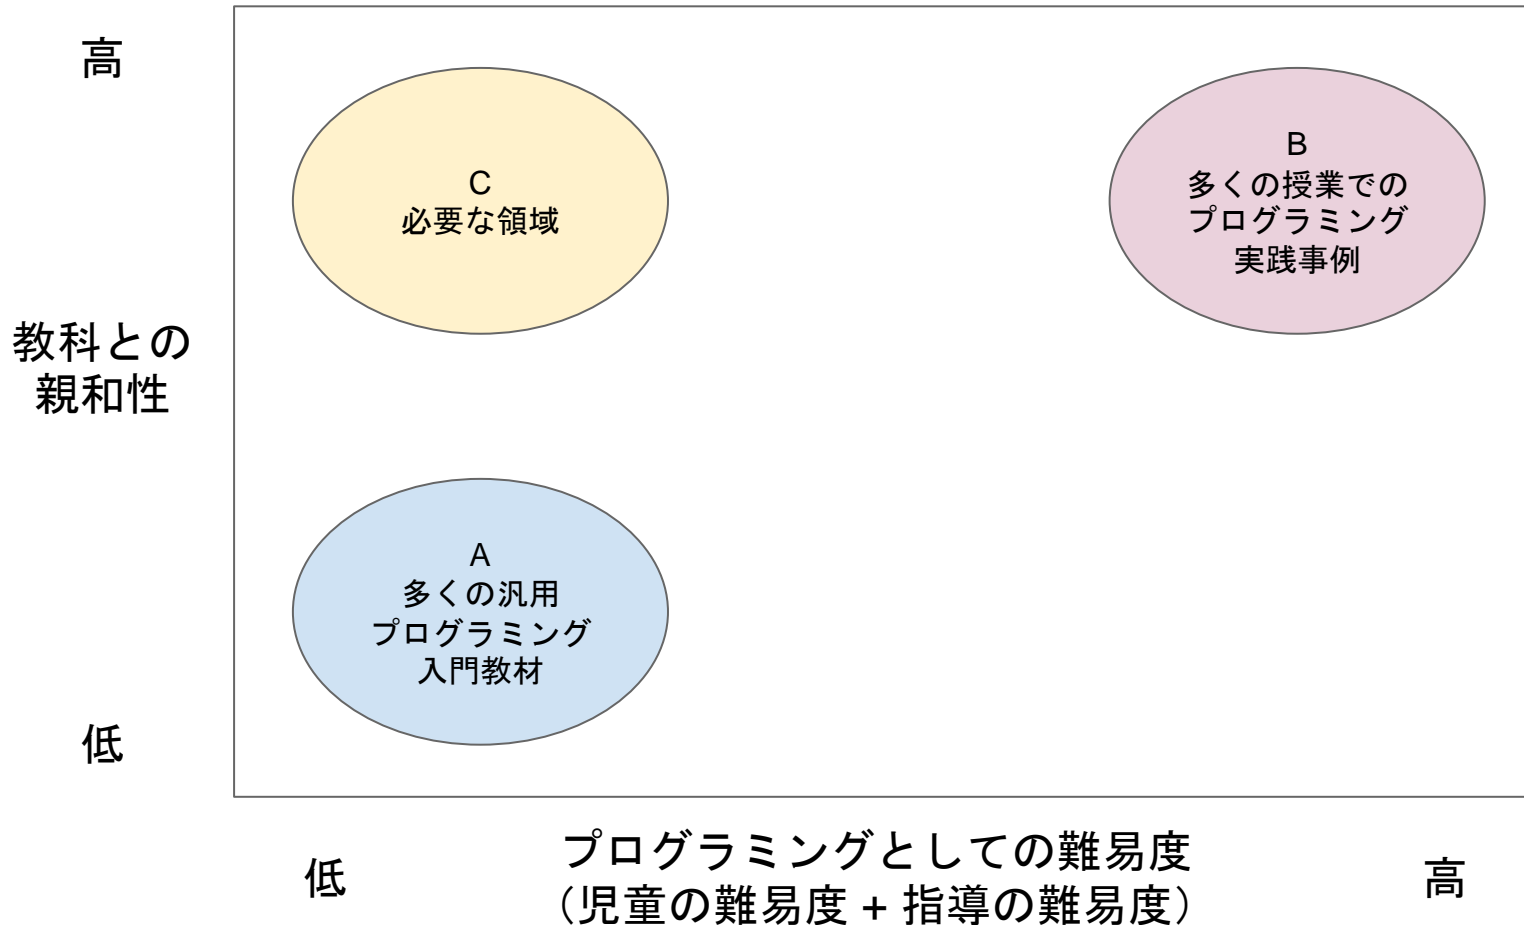 高
C
必要な領域
B
多くの授業での
プログラミング
実践事例
教科との
親和性
A
多くの汎用
プログラミング
入門教材
低
低
プログラミングとしての難易度
（児童の難易度 + 指導の難易度）
高